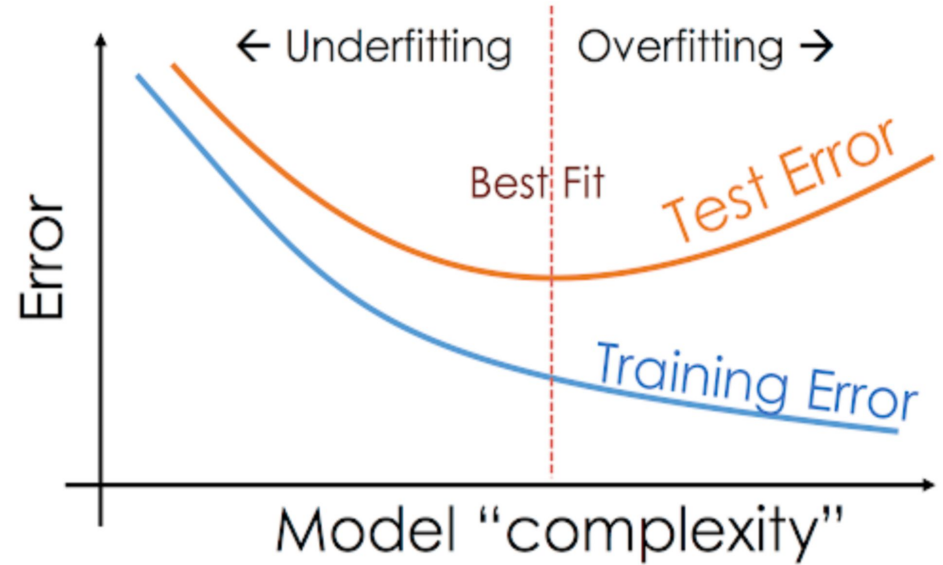 ← Underfitting
Overfitting →
Best Fit
Test Error
Error
Training Error
Model “complexity”